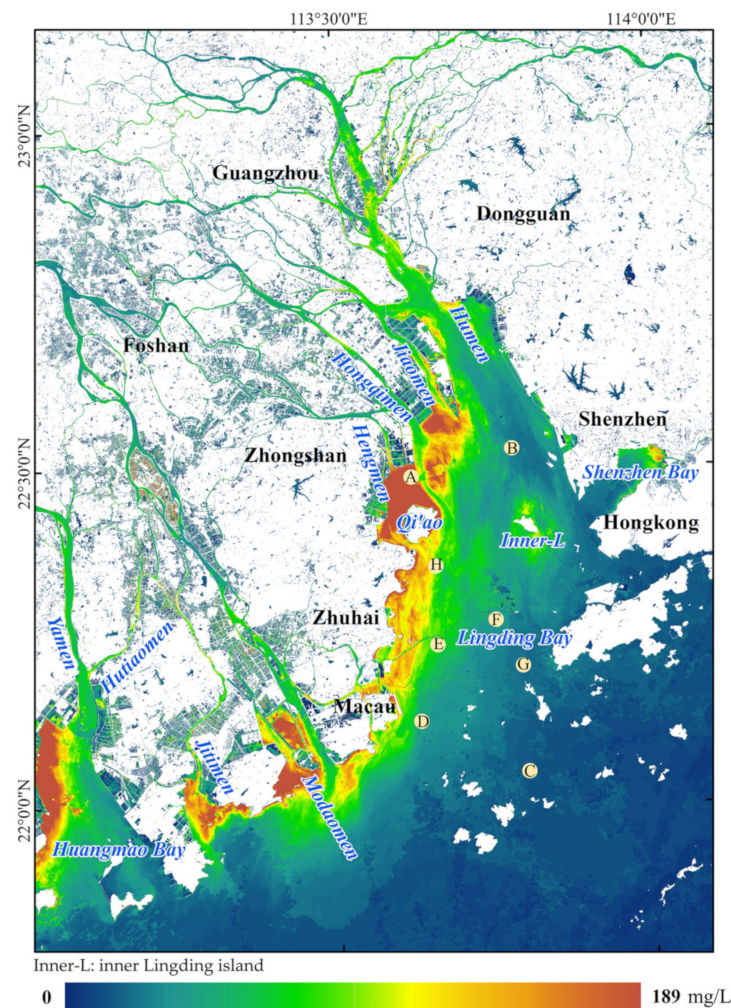 113°30'0"E
114°0'0"E
23°0'0"N
Guangzhou
Dongguan
Humen
Foshan
Jiaomen
Hongqimen
Shenzhen
Zhongshan
Hengmen
B
Shenzhen Bay
22°30'0"N
A
Qi'ao
Hongkong
Inner-L
H
Zhuhai
F
Yamen
Hutiaomen
Lingding Bay
E
G
Macau
D
Jitimen
C
Modaomen
22°0'0"N
Huangmao Bay
Inner-L: inner Lingding island
0
189 mg/L